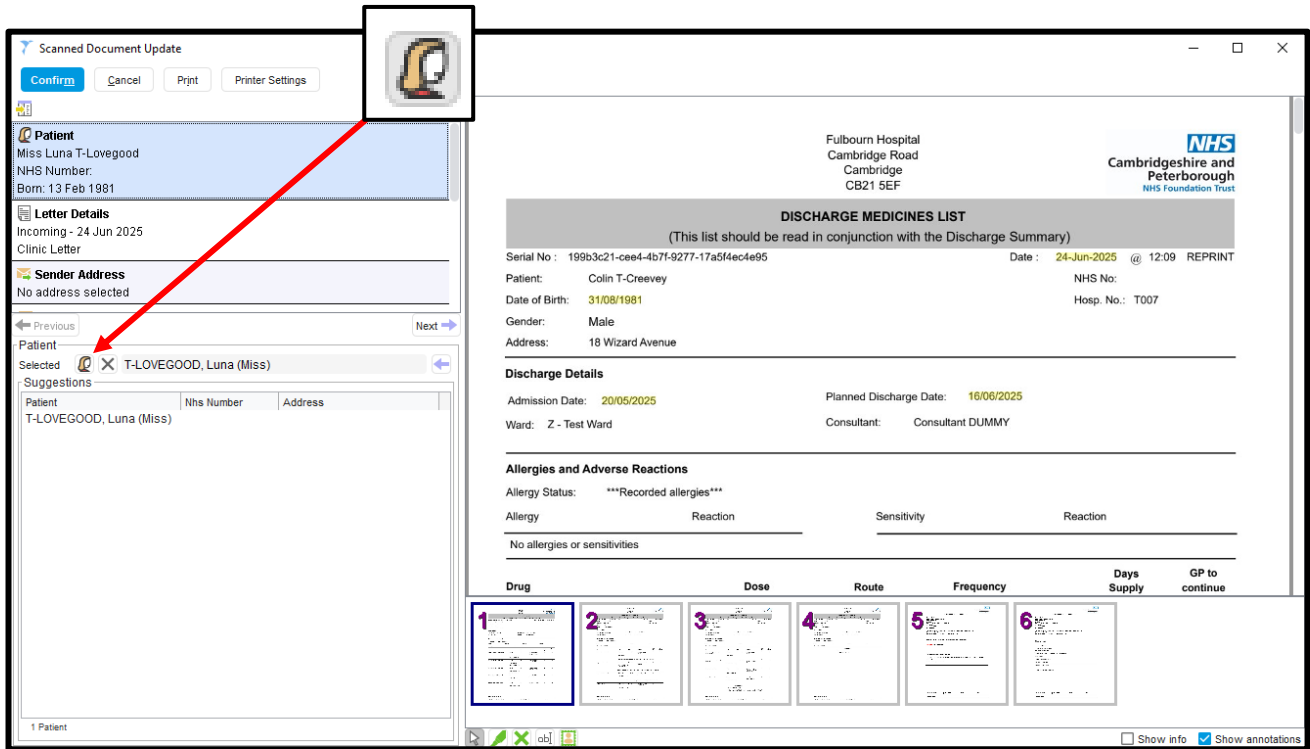 Scanned Document Update
Confirm Cancel Print Printer Settings
Patient
Miss Luna T-Lovegood
NHS Number:
Born: 13 Feb 1981
Letter Details
Incoming - 24 Jun 2025
Clinic Letter
Sender Address
No address selected
Previous Next
Patient
Selected T-LOVEGOOD, Luna (Miss)
Suggestions
Patient Nhs Number Address
T-LOVEGOOD, Luna (Miss)
1 Patient
Fulbourn Hospital
Cambridge Road
Cambridge
CB21 5EF
NHS
Cambridgeshire and
Peterborough
NHS Foundation Trust
DISCHARGE MEDICINES LIST
(This list should be read in conjunction with the Discharge Summary)
Serial No : 199b3c21-cee4-4b7f-9277-17a5f4ec4e95 Date : 24-Jun-2025 @ 12:09 REPRINT
Patient: Colin T-Creevey NHS No:
Date of Birth: 31/08/1981 Hosp. No.: T007
Gender: Male
Address: 18 Wizard Avenue
Discharge Details
Admission Date: 20/05/2025 Planned Discharge Date: 16/06/2025
Ward: Z - Test Ward Consultant: Consultant DUMMY
Allergies and Adverse Reactions
Allergy Status: ***Recorded allergies***
Allergy Reaction Sensitivity Reaction
No allergies or sensitivities
Drug Dose Route Frequency Days Supply GP to continue
1 2 3 4 5 6
ab
Show info Show annotations